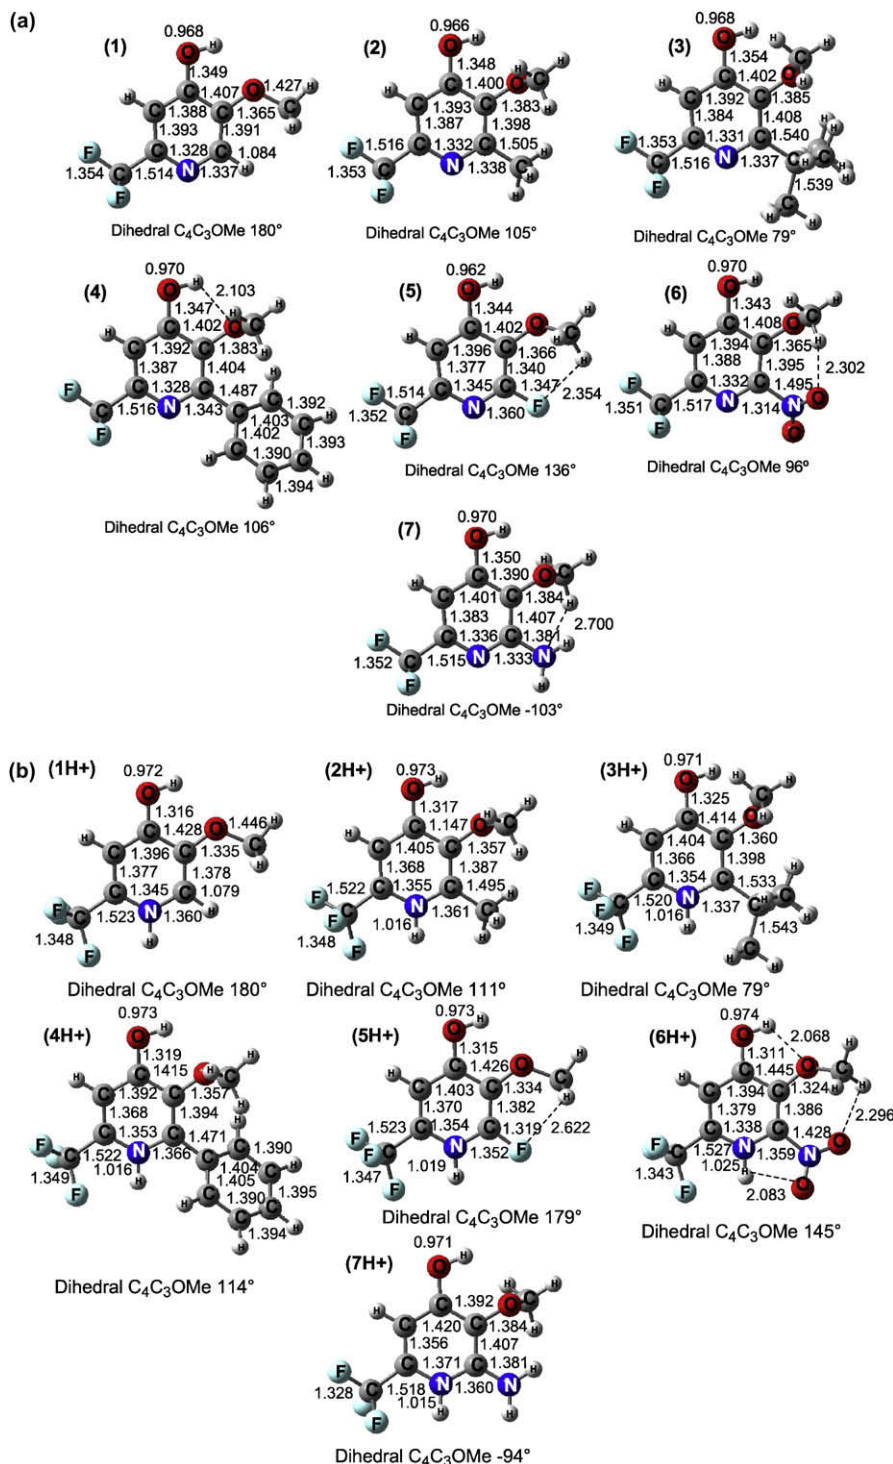 (a)
(1)
0.968
O H
1.349
1.407 O 1.427
H C C C H
1.388 1.365 H
1.393 1.391
F C 1.328 C 1.084
1.354 C 1.514 N 1.337 H
F
Dihedral C₄C₃OMe 180°
(2)
0.966
O H
1.348
1.400 O C H
H C C C H H
1.393 1.383
1.387 1.398
F 1.516 C 1.332 C 1.505
1.353 C N 1.338 C H
F H H
Dihedral C₄C₃OMe 105°
(3)
0.968
O H C H
1.354 H
1.402 O H
H C C C 1.385
1.392 1.408
1.384 1.540 H
F 1.353 C 1.331 C H C H
C 1.516 N 1.337 C H H
F 1.539
H C H
Dihedral C₄C₃OMe 79°
(4)
0.970
O H 2.103
1.347
1.402 O C H
H C C C H H
1.392 1.383
1.387 1.404
F C 1.328 C 1.487 H
C 1.516 N 1.343 C C 1.392
F 1.403 C H
1.402
H C 1.390 C 1.393
C H
H 1.394
Dihedral C₄C₃OMe 106°
(5)
0.962
O H
1.344
1.402 O C H
H C C C H
1.396 1.366 H
1.377 1.340
F 1.514 C 1.345 C 1.347
1.352 C N 1.360 F 2.354
F
Dihedral C₄C₃OMe 136°
(6)
0.970
O H
1.343
1.408 O C H
H C C C H H
1.394 1.365
1.388 1.395 2.302
F C 1.332 C 1.495 O
1.351 C 1.517 N 1.314 N
F O
Dihedral C₄C₃OMe 96º
(7)
0.970
O H
1.350
1.390 H O C H
H C C C H
1.401 1.384
1.383 1.407 2.700
F C 1.336 C 1.381 H
1.352 C 1.515 N 1.333 N
F H
Dihedral C₄C₃OMe -103°
(b)
(1H+)
0.972
O H
1.316
1.428 O 1.446 H
H C C C C H
1.396 1.335 H
1.377 1.378
F C 1.345 C 1.079
F C 1.523 N 1.360 H
1.348 F H
Dihedral C₄C₃OMe 180°
(2H+)
0.973
O H
1.317 H H
1.147 O C H
H C C C H
1.405 1.357
1.368 1.387
1.522 C 1.355 C 1.495
F C N 1.361 C H
1.348 F 1.016 H H
Dihedral C₄C₃OMe 111°
(3H+)
0.971
O H C H
1.325 H
1.414 O
H C C C 1.360
1.404 1.398
1.366
F C 1.354 C 1.533 H
F C 1.520 N 1.337 C C H
1.349 1.016 H 1.543
F H C H
Dihedral C₄C₃OMe 79°
(4H+)
0.973
O H
1.319
1415 O H C H
H C C C H
1.392 1.357
1.368 1.394 H
F C 1.353 C 1.471 1.390
F C 1.522 N 1.366 C C H
1.349 F 1.016 H 1.404 C
1.405
H C 1.390 C 1.395
C H
H 1.394
Dihedral C₄C₃OMe 114°
(5H+)
0.973
O H
1.315
1.426 O C H
H C C C H
1.403 1.334 H
1.370 1.382 2.622
1.523 C 1.354 C 1.319
F C N 1.352 F
F 1.019 H
1.347 F
Dihedral C₄C₃OMe 179°
(6H+)
0.974
O H 2.068
1.311
1.445 O C H
H C C C H H
1.394 1.324
1.379 1.386 2.296
F C 1.338 C 1.428 O
C 1.527 N 1.359 N
1.343 1.025
F H O
2.083
Dihedral C₄C₃OMe 145°
(7H+)
0.971
O H
1.392 H C H
H C C C O H
1.420 1.384
1.356 1.407
F C 1.371 C 1.381 H
1.328 C 1.518 N 1.360 N
F 1.015 H H
Dihedral C₄C₃OMe -94°